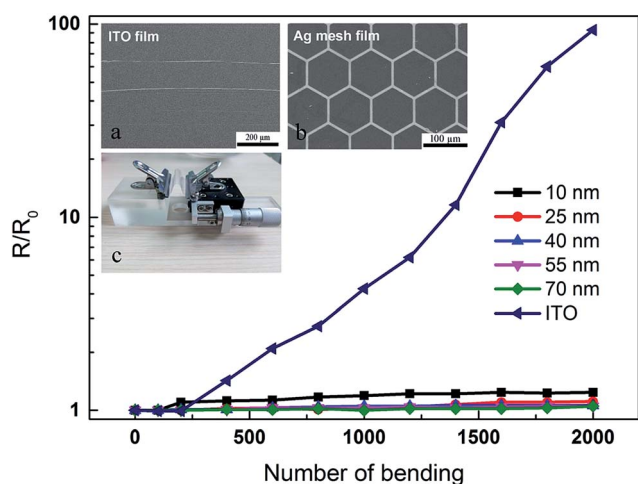 100
10
1
R/R0
ITO film
a
200 µm
Ag mesh film
b
100 µm
c
10 nm
25 nm
40 nm
55 nm
70 nm
ITO
0
500
1000
1500
2000
Number of bending